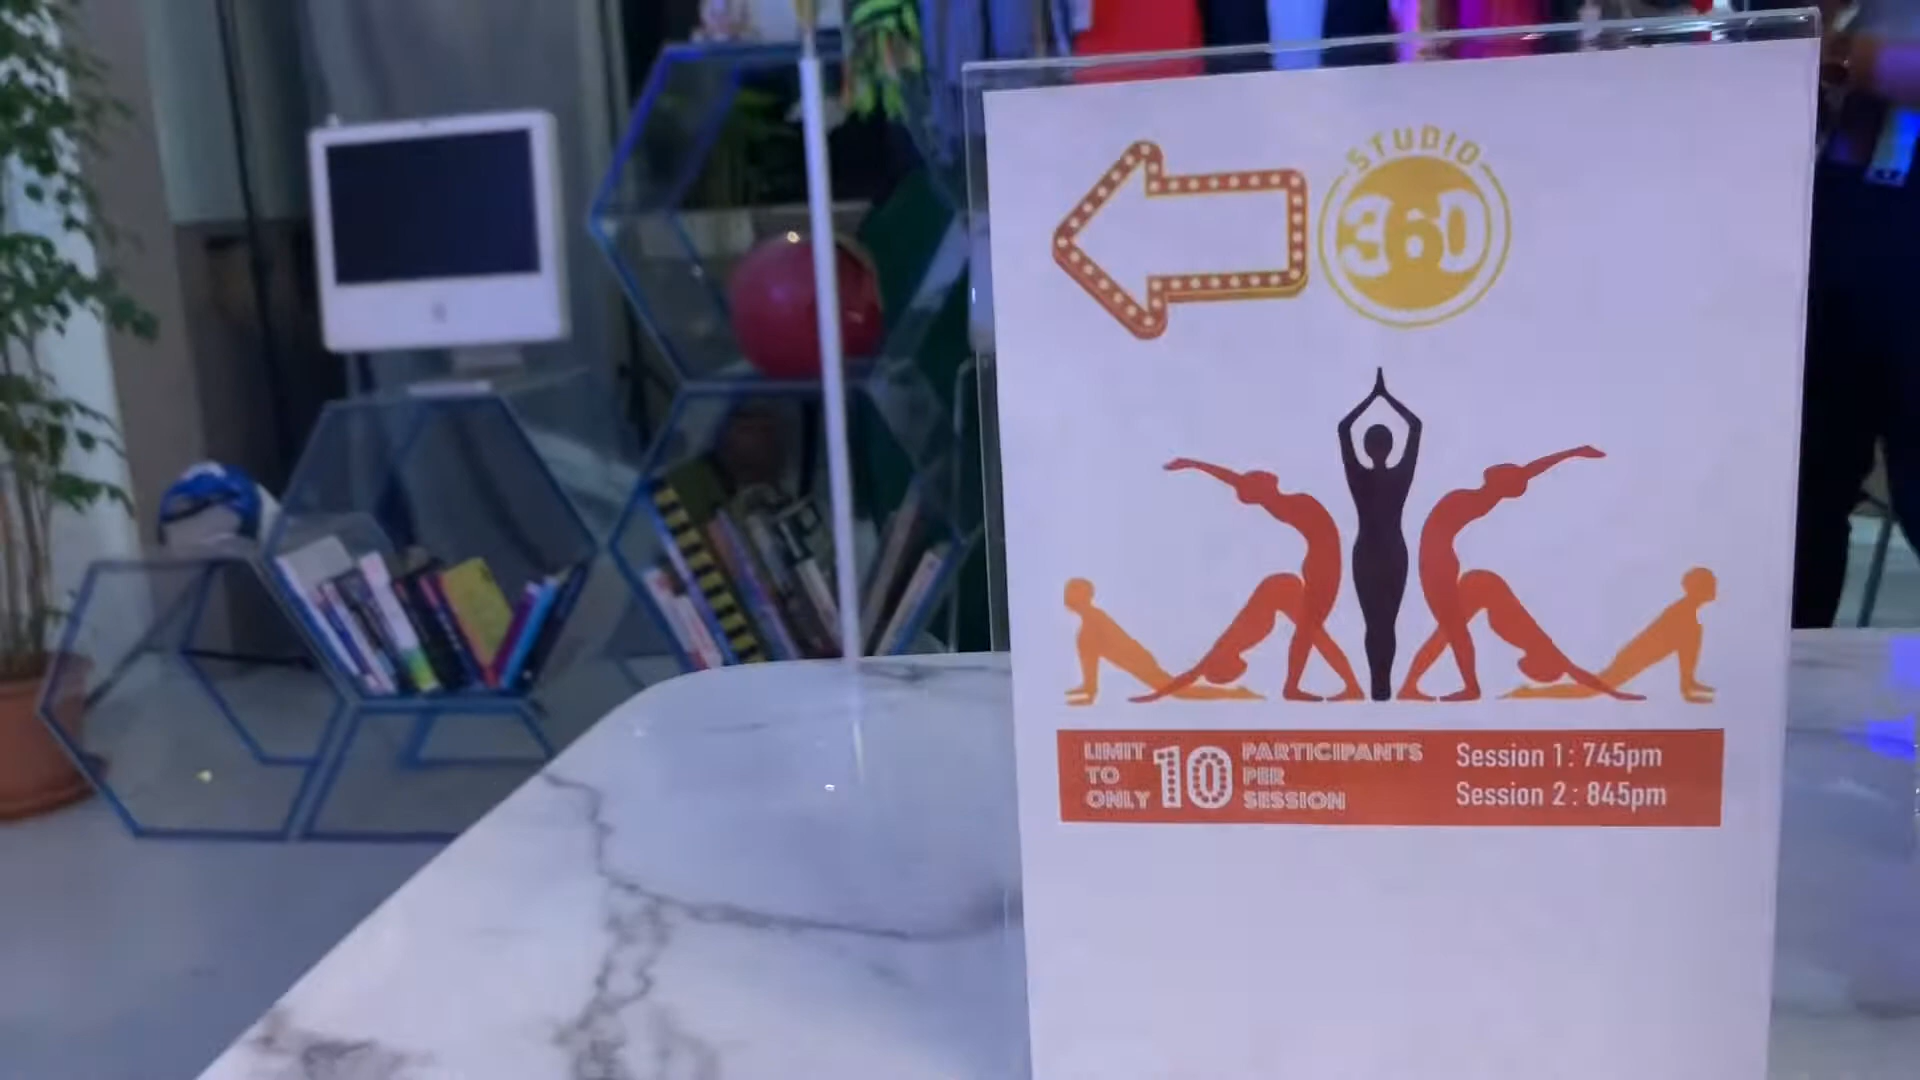 STUDIO
360
LIMIT
TO
ONLY
10
PARTICIPANTS
PER
SESSION
Session 1 : 745pm
Session 2 : 845pm